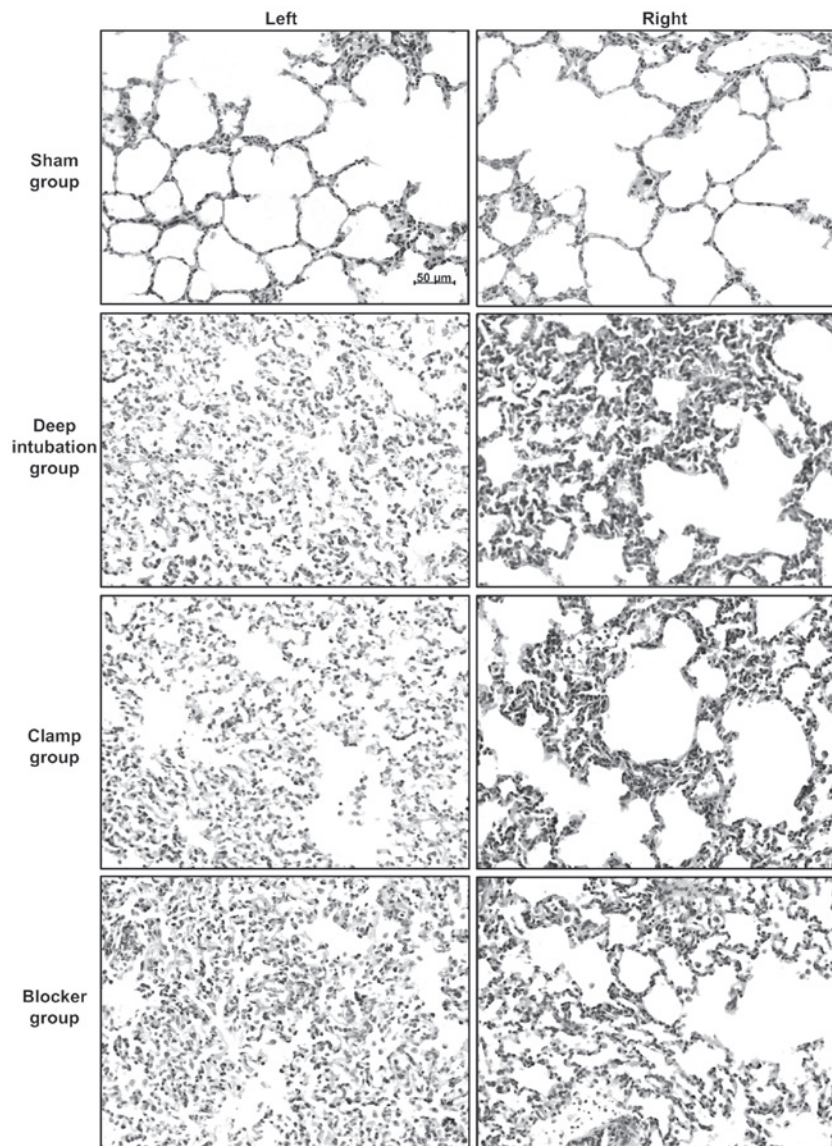 Left
Right
Sham
group
50 µm
Deep
intubation
group
Clamp
group
Blocker
group